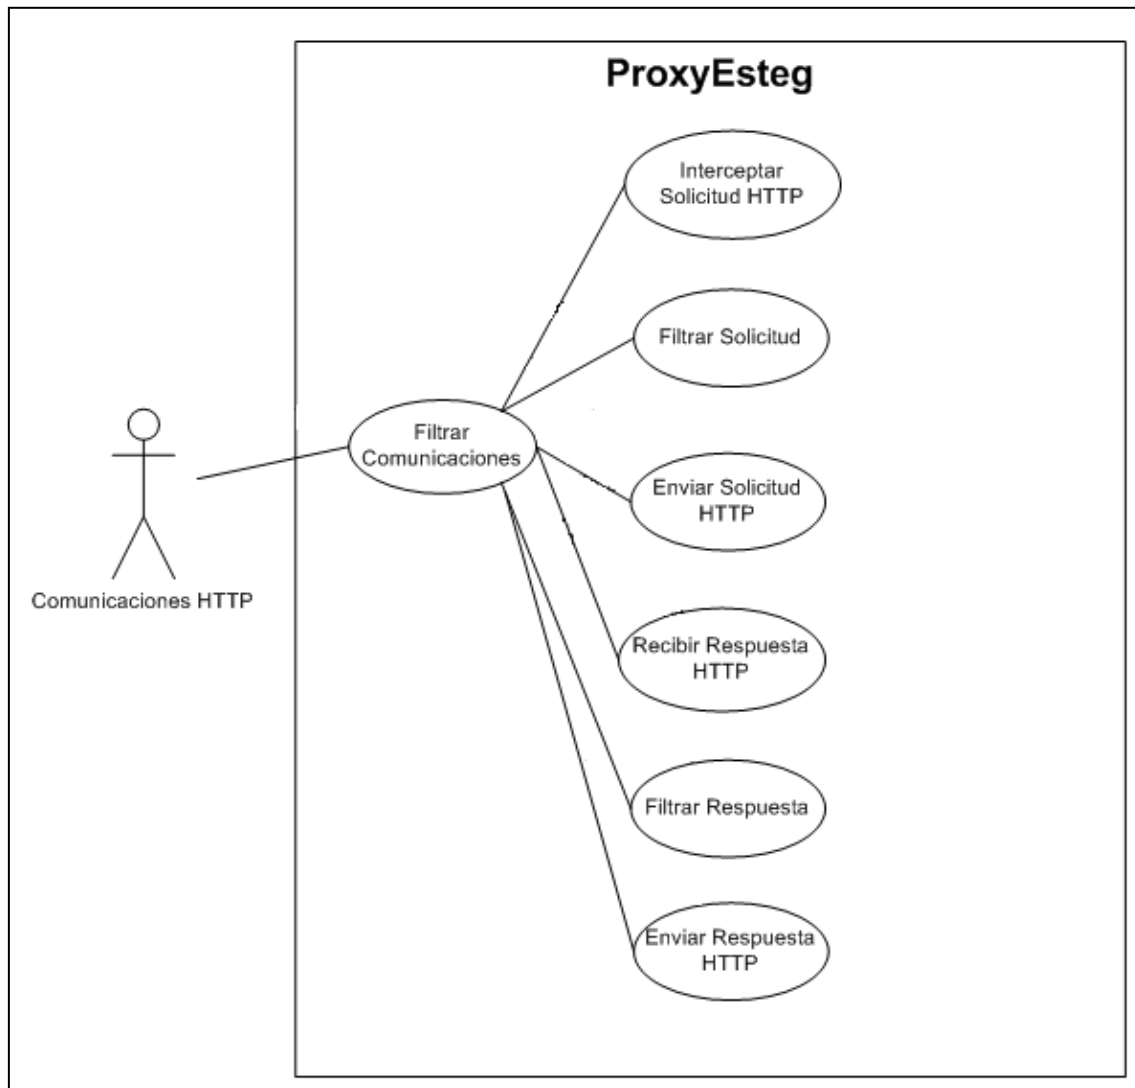 ProxyEsteg
Interceptar
Solicitud HTTP
Filtrar Solicitud
Filtrar
Comunicaciones
Enviar Solicitud
HTTP
Comunicaciones HTTP
Recibir Respuesta
HTTP
Filtrar Respuesta
Enviar Respuesta
HTTP